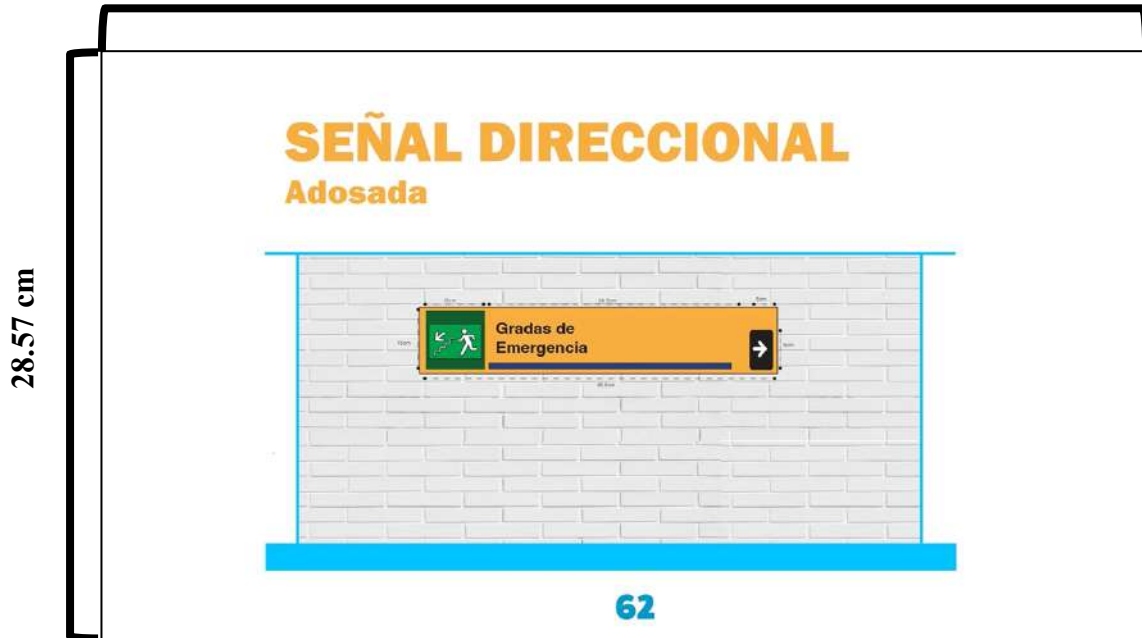 28.57 cm
SEÑAL DIRECCIONAL
Adosada
Gradas de
Emergencia
62